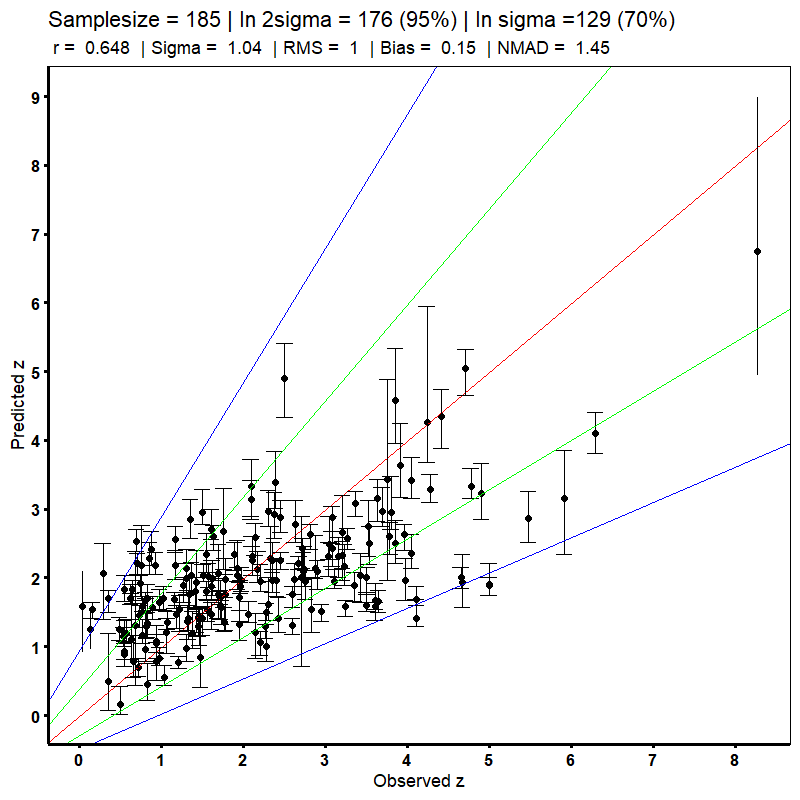 Samplesize = 185 | In 2sigma = 176 (95%) | In sigma =129 (70%)
r = 0.648 | Sigma = 1.04 | RMS = 1 | Bias = 0.15 | NMAD = 1.45
9
8
7
6
5
4
3
2
1
0
Predicted z
0 1 2 3 4 5 6 7 8
Observed z